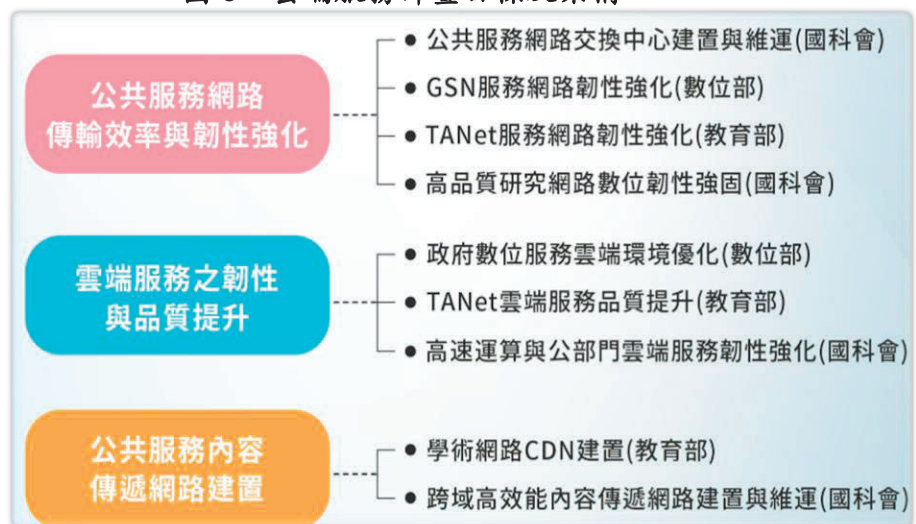 公共服務網路
傳輸效率與韌性強化
● 公共服務網路交換中心建置與維運(國科會)
● GSN服務網路韌性強化(數位部)
● TANet服務網路韌性強化(教育部)
● 高品質研究網路數位韌性強固(國科會)
雲端服務之韌性
與品質提升
● 政府數位服務雲端環境優化(數位部)
● TANet雲端服務品質提升(教育部)
● 高速運算與公部門雲端服務韌性強化(國科會)
公共服務內容
傳遞網路建置
● 學術網路CDN建置(教育部)
● 跨域高效能內容傳遞網路建置與維運(國科會)